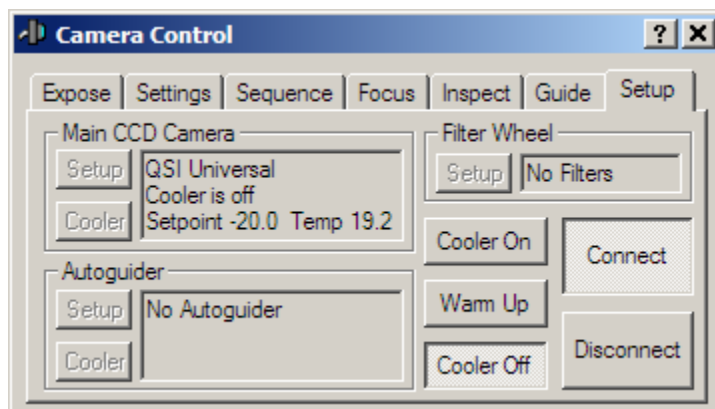 Camera Control
? X
Expose Settings Sequence Focus Inspect Guide Setup
Main CCD Camera
Setup
Cooler
QSI Universal
Cooler is off
Setpoint -20.0 Temp 19.2
Autoguider
Setup
Cooler
No Autoguider
Filter Wheel
Setup
No Filters
Cooler On
Warm Up
Cooler Off
Connect
Disconnect